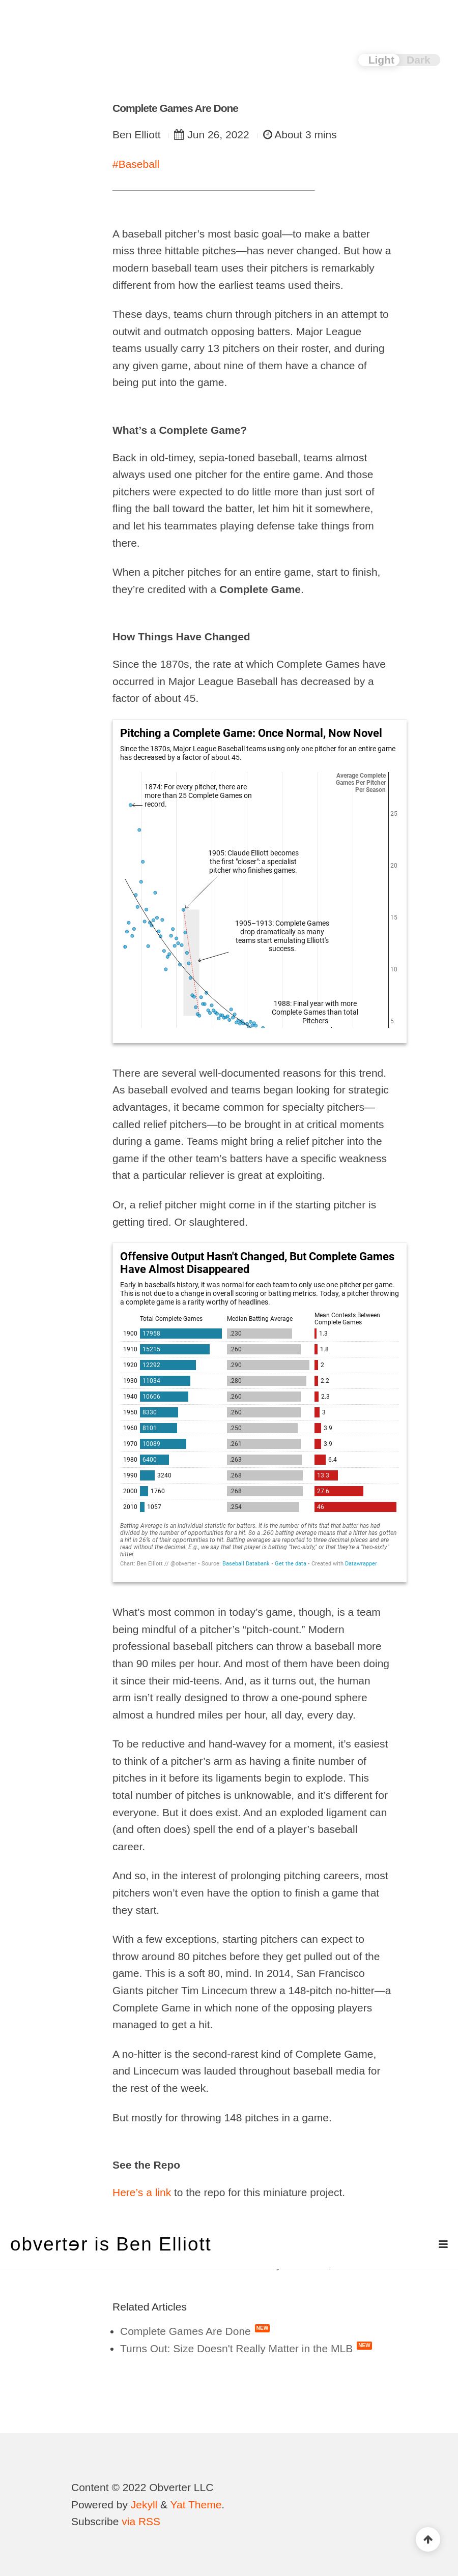 Light Dark
Complete Games Are Done
Ben Elliott Jun 26, 2022 About 3 mins
#Baseball
A baseball pitcher’s most basic goal—to make a batter
miss three hittable pitches—has never changed. But how a
modern baseball team uses their pitchers is remarkably
different from how the earliest teams used theirs.
These days, teams churn through pitchers in an attempt to
outwit and outmatch opposing batters. Major League
teams usually carry 13 pitchers on their roster, and during
any given game, about nine of them have a chance of
being put into the game.
What’s a Complete Game?
Back in old-timey, sepia-toned baseball, teams almost
always used one pitcher for the entire game. And those
pitchers were expected to do little more than just sort of
fling the ball toward the batter, let him hit it somewhere,
and let his teammates playing defense take things from
there.
When a pitcher pitches for an entire game, start to finish,
they’re credited with a Complete Game.
How Things Have Changed
Since the 1870s, the rate at which Complete Games have
occurred in Major League Baseball has decreased by a
factor of about 45.
Pitching a Complete Game: Once Normal, Now Novel
Since the 1870s, Major League Baseball teams using only one pitcher for an entire game
has decreased by a factor of about 45.
Average Complete
Games Per Pitcher
Per Season
1874: For every pitcher, there are
more than 25 Complete Games on
record.
25
1905: Claude Elliott becomes
the first "closer": a specialist
pitcher who finishes games.
20
15
1905–1913: Complete Games
drop dramatically as many
teams start emulating Elliott's
success.
10
1988: Final year with more
Complete Games than total
Pitchers
5
There are several well-documented reasons for this trend.
As baseball evolved and teams began looking for strategic
advantages, it became common for specialty pitchers—
called relief pitchers—to be brought in at critical moments
during a game. Teams might bring a relief pitcher into the
game if the other team’s batters have a specific weakness
that a particular reliever is great at exploiting.
Or, a relief pitcher might come in if the starting pitcher is
getting tired. Or slaughtered.
Offensive Output Hasn't Changed, But Complete Games
Have Almost Disappeared
Early in baseball's history, it was normal for each team to only use one pitcher per game.
This is not due to a change in overall scoring or batting metrics. Today, a pitcher throwing
a complete game is a rarity worthy of headlines.
Total Complete Games Median Batting Average Mean Contests Between
Complete Games
1900 17958 .230 1.3
1910 15215 .260 1.8
1920 12292 .290 2
1930 11034 .280 2.2
1940 10606 .260 2.3
1950 8330 .260 3
1960 8101 .250 3.9
1970 10089 .261 3.9
1980 6400 .263 6.4
1990 3240 .268 13.3
2000 1760 .268 27.6
2010 1057 .254 46
Batting Average is an individual statistic for batters. It is the number of hits that that batter has had
divided by the number of opportunities for a hit. So a .260 batting average means that a hitter has gotten
a hit in 26% of their opportunities to hit. Batting averages are reported to three decimal places and are
read without the decimal. E.g., we say that that player is batting "two-sixty," or that they're a "two-sixty"
hitter.
Chart: Ben Elliott // @obverter • Source: Baseball Databank • Get the data • Created with Datawrapper
What’s most common in today’s game, though, is a team
being mindful of a pitcher’s “pitch-count.” Modern
professional baseball pitchers can throw a baseball more
than 90 miles per hour. And most of them have been doing
it since their mid-teens. And, as it turns out, the human
arm isn’t really designed to throw a one-pound sphere
almost a hundred miles per hour, all day, every day.
To be reductive and hand-wavey for a moment, it’s easiest
to think of a pitcher’s arm as having a finite number of
pitches in it before its ligaments begin to explode. This
total number of pitches is unknowable, and it’s different for
everyone. But it does exist. And an exploded ligament can
(and often does) spell the end of a player’s baseball
career.
And so, in the interest of prolonging pitching careers, most
pitchers won’t even have the option to finish a game that
they start.
With a few exceptions, starting pitchers can expect to
throw around 80 pitches before they get pulled out of the
game. This is a soft 80, mind. In 2014, San Francisco
Giants pitcher Tim Lincecum threw a 148-pitch no-hitter—a
Complete Game in which none of the opposing players
managed to get a hit.
A no-hitter is the second-rarest kind of Complete Game,
and Lincecum was lauded throughout baseball media for
the rest of the week.
But mostly for throwing 148 pitches in a game.
See the Repo
Here’s a link to the repo for this miniature project.
obvertɘr is Ben Elliott
Related Articles
Complete Games Are Done NEW
Turns Out: Size Doesn't Really Matter in the MLB NEW
Content © 2022 Obverter LLC
Powered by Jekyll & Yat Theme.
Subscribe via RSS